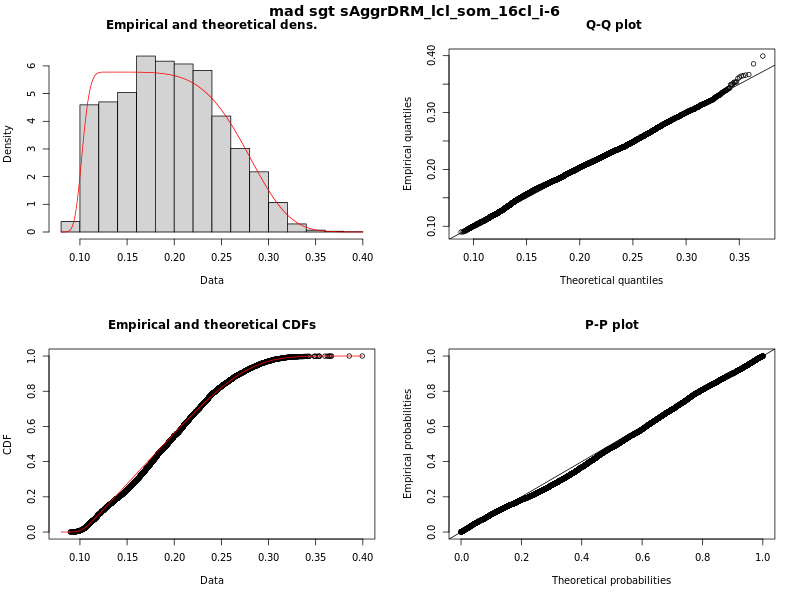 mad sgt sAggrDRM_lcl_som_16cl_i-6
Empirical and theoretical dens.
Density
0 1 2 3 4 5 6
0.10 0.15 0.20 0.25 0.30 0.35 0.40
Data
Q-Q plot
Empirical quantiles
0.10 0.20 0.30 0.40
0.10 0.15 0.20 0.25 0.30 0.35
Theoretical quantiles
Empirical and theoretical CDFs
CDF
0.0 0.2 0.4 0.6 0.8 1.0
0.10 0.15 0.20 0.25 0.30 0.35 0.40
Data
P-P plot
Empirical probabilities
0.0 0.2 0.4 0.6 0.8 1.0
0.0 0.2 0.4 0.6 0.8 1.0
Theoretical probabilities